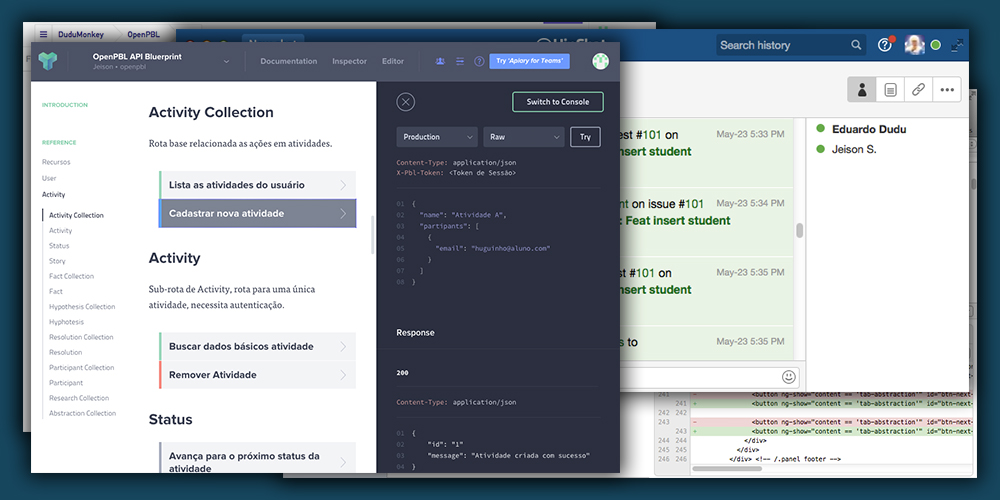 DuduMonkey
OpenPBL
OpenPBL API Blueprint
Jeison • openpbl
Documentation
Inspector
Editor
Try 'Apiary for Teams'
INTRODUCTION
REFERENCE
Recursos
User
Activity
Activity Collection
Activity
Status
Story
Fact Collection
Fact
Hypothesis Collection
Hyphotesis
Resolution Collection
Resolution
Participant Collection
Participant
Research Collection
Abstraction Collection
Activity Collection
Rota base relacionada as ações em atividades.
Lista as atividades do usuário
Cadastrar nova atividade
Activity
Sub-rota de Activity, rota para uma única
atividade, necessita autenticação.
Buscar dados básicos atividade
Remover Atividade
Status
Avança para o próximo status da
atividade
Switch to Console
Production
Raw
Try
Content-Type: application/json
X-Pbl-Token: <Token de Sessão>
01 {
02 "name": "Atividade A",
03 "partipants": [
04 {
05 "email": "huguinho@aluno.com"
06 }
07 ]
08 }
Response
200
Content-Type: application/json
01 {
02 "id": "1"
03 "message": "Atividade criada com sucesso"
04 }
Search history
est #101 on
May-23 5:33 PM
nsert student
nt on issue #101
May-23 5:34 PM
: Feat insert student
est #101 on
May-23 5:35 PM
nsert student
s to
May-23 5:35 PM
Eduardo Dudu
Jeison S.
241 - <button ng-show="content == 'tab-abstraction'" id="btn-next-
241 + <button ng-show="content == 'tab-abstraction'" id="btn-next-
242 242
243 - <button ng-show="content == 'tab-abstraction'" id="btn-next-
243 + <button ng-show="content == 'tab-abstraction'" id="btn-next-
244 244 </div>
245 245 </div>
246 246 </div> <!-- /.panel footer -->